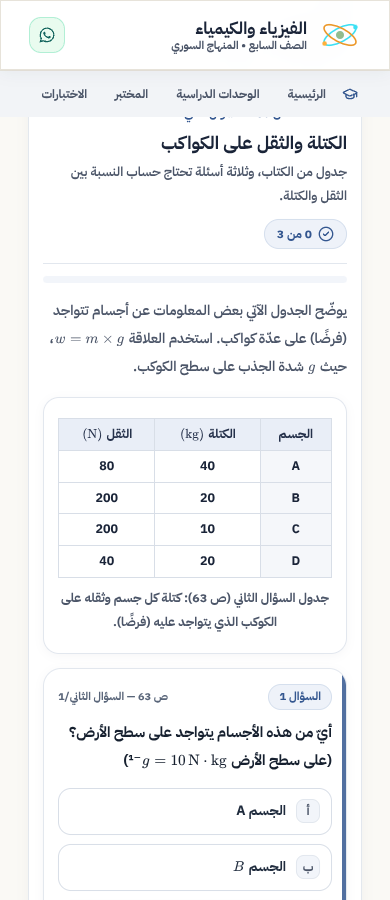 الفيزياء والكيمياء
الصف السابع • المنهاج السوري
الرئيسية
الوحدات الدراسية
المختبر
الاختبارات
الكتلة والثقل على الكواكب
جدول من الكتاب، وثلاثة أسئلة تحتاج حساب النسبة بين
الثقل والكتلة.
0 من 3
يوضّح الجدول الآتي بعض المعلومات عن أجسام تتواجد
(فرضًا) على عدّة كواكب. استخدم العلاقة w = m × g،
حيث g شدة الجذب على سطح الكوكب.
الجسم الكتلة (kg) الثقل (N)
A 40 80
B 20 200
C 10 200
D 20 40
جدول السؤال الثاني (ص 63): كتلة كل جسم وثقله على
الكوكب الذي يتواجد عليه (فرضًا).
السؤال 1
ص 63 — السؤال الثاني/1
أيّ من هذه الأجسام يتواجد على سطح الأرض؟
(على سطح الأرض g = 10 N · kg⁻¹)
أ الجسم A
ب الجسم B